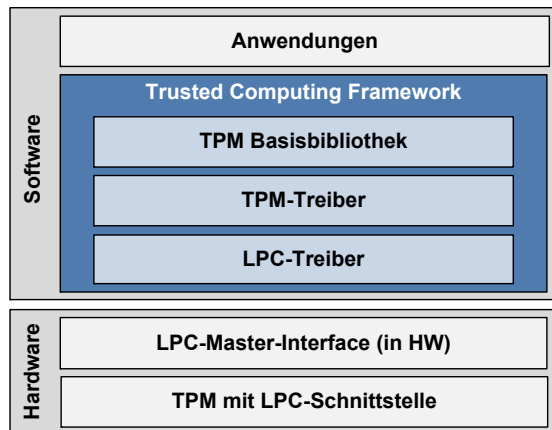 Software
Anwendungen
Trusted Computing Framework
TPM Basisbibliothek
TPM-Treiber
LPC-Treiber
Hardware
LPC-Master-Interface (in HW)
TPM mit LPC-Schnittstelle